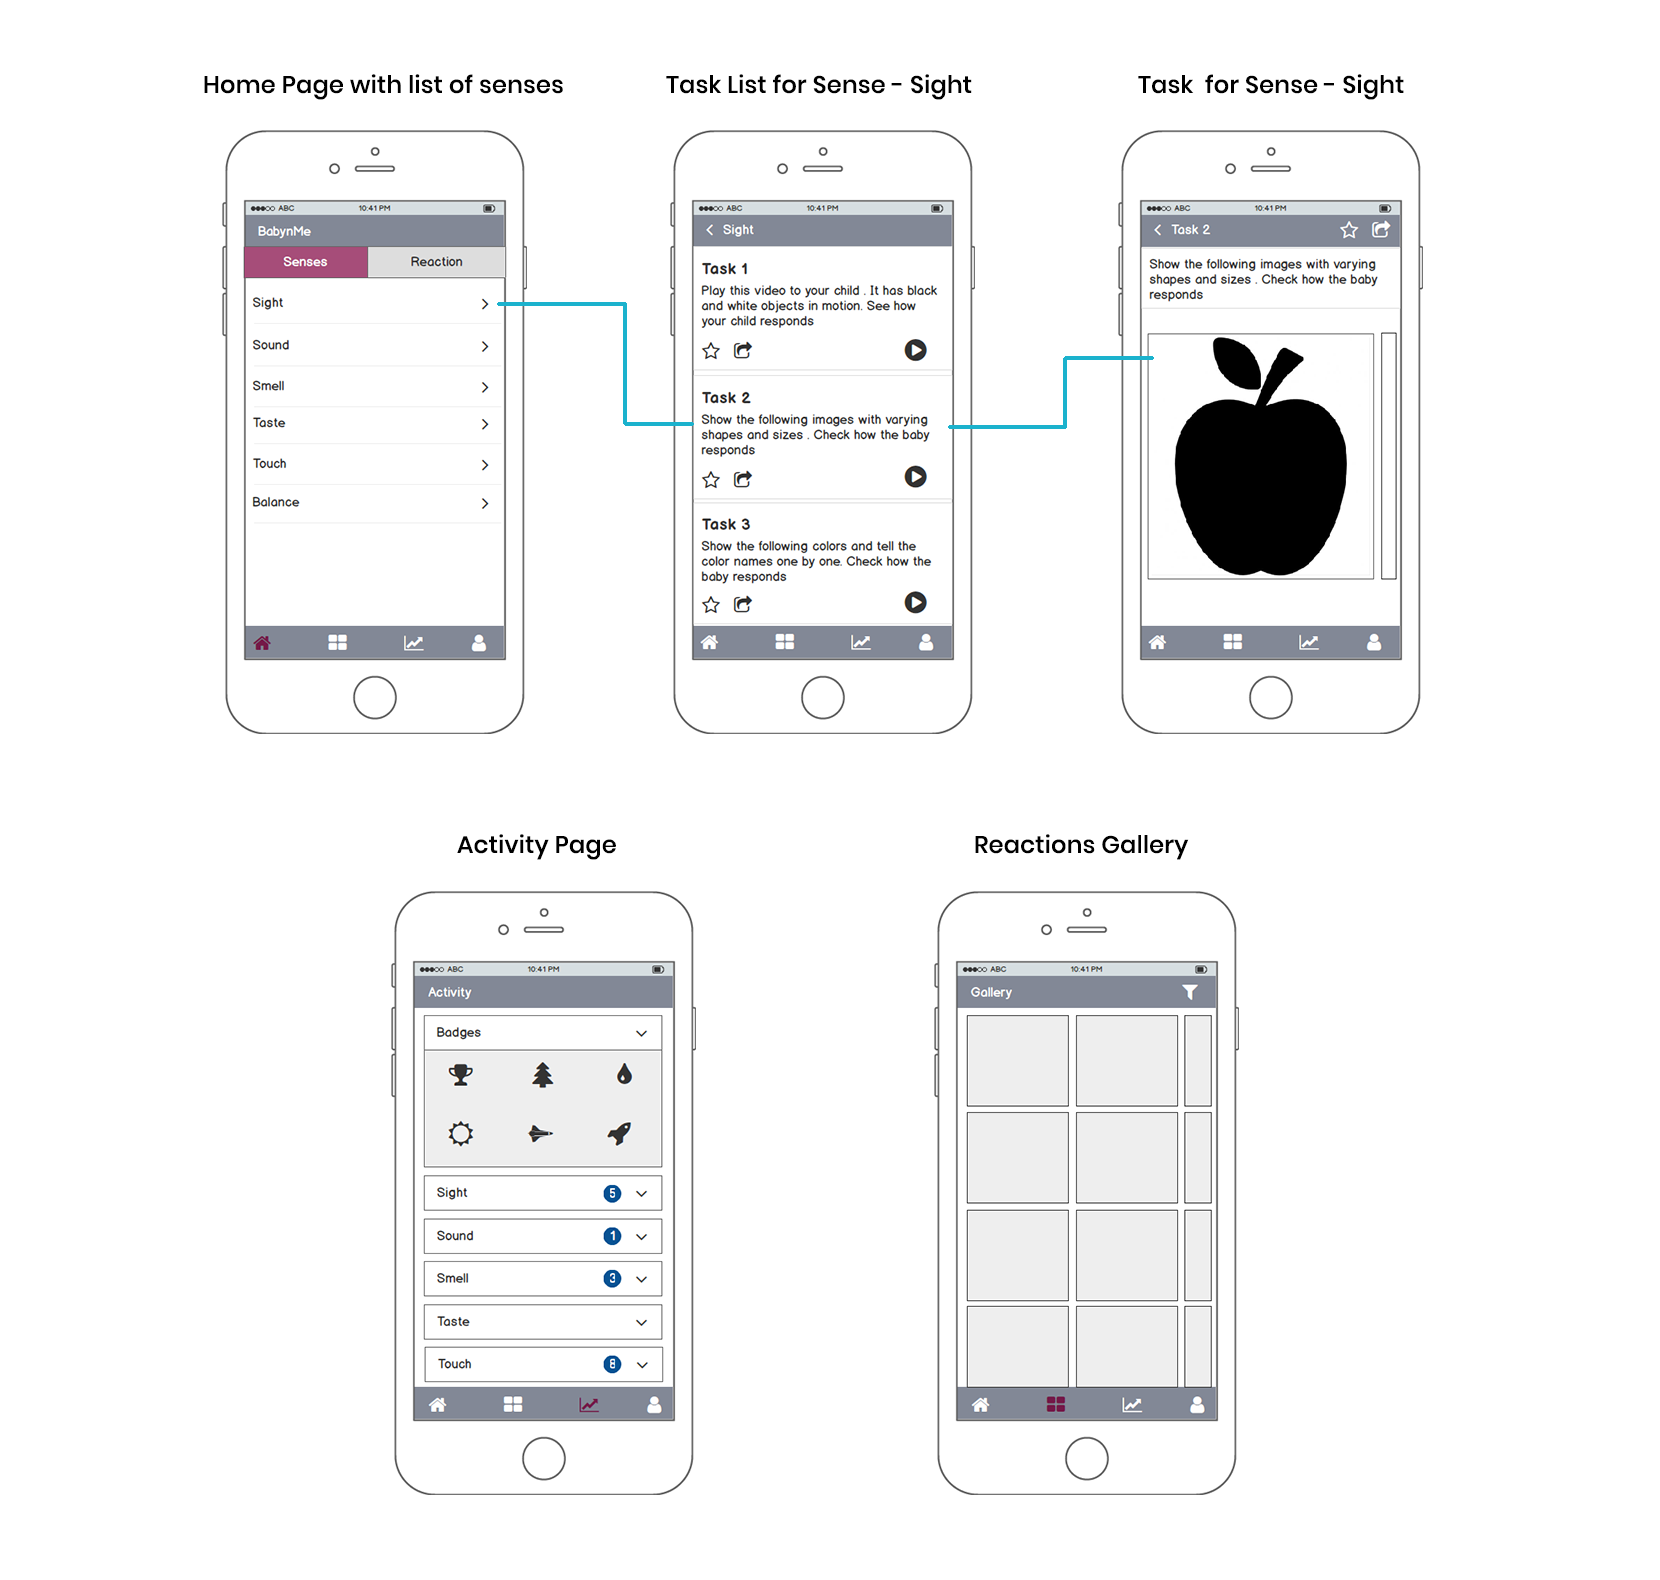 Home Page with list of senses
Task List for Sense - Sight
Task for Sense - Sight
ABC 10:41 PM
BabynMe
Senses Reaction
Sight
Sound
Smell
Taste
Touch
Balance
ABC 10:41 PM
Sight
Task 1
Play this video to your child . It has black
and white objects in motion. See how
your child responds
Task 2
Show the following images with varying
shapes and sizes . Check how the baby
responds
Task 3
Show the following colors and tell the
color names one by one. Check how the
baby responds
ABC 10:41 PM
Task 2
Show the following images with varying
shapes and sizes . Check how the baby
responds
Activity Page
Reactions Gallery
ABC 10:41 PM
Activity
Badges
Sight 5
Sound 1
Smell 3
Taste
Touch 8
ABC 10:41 PM
Gallery